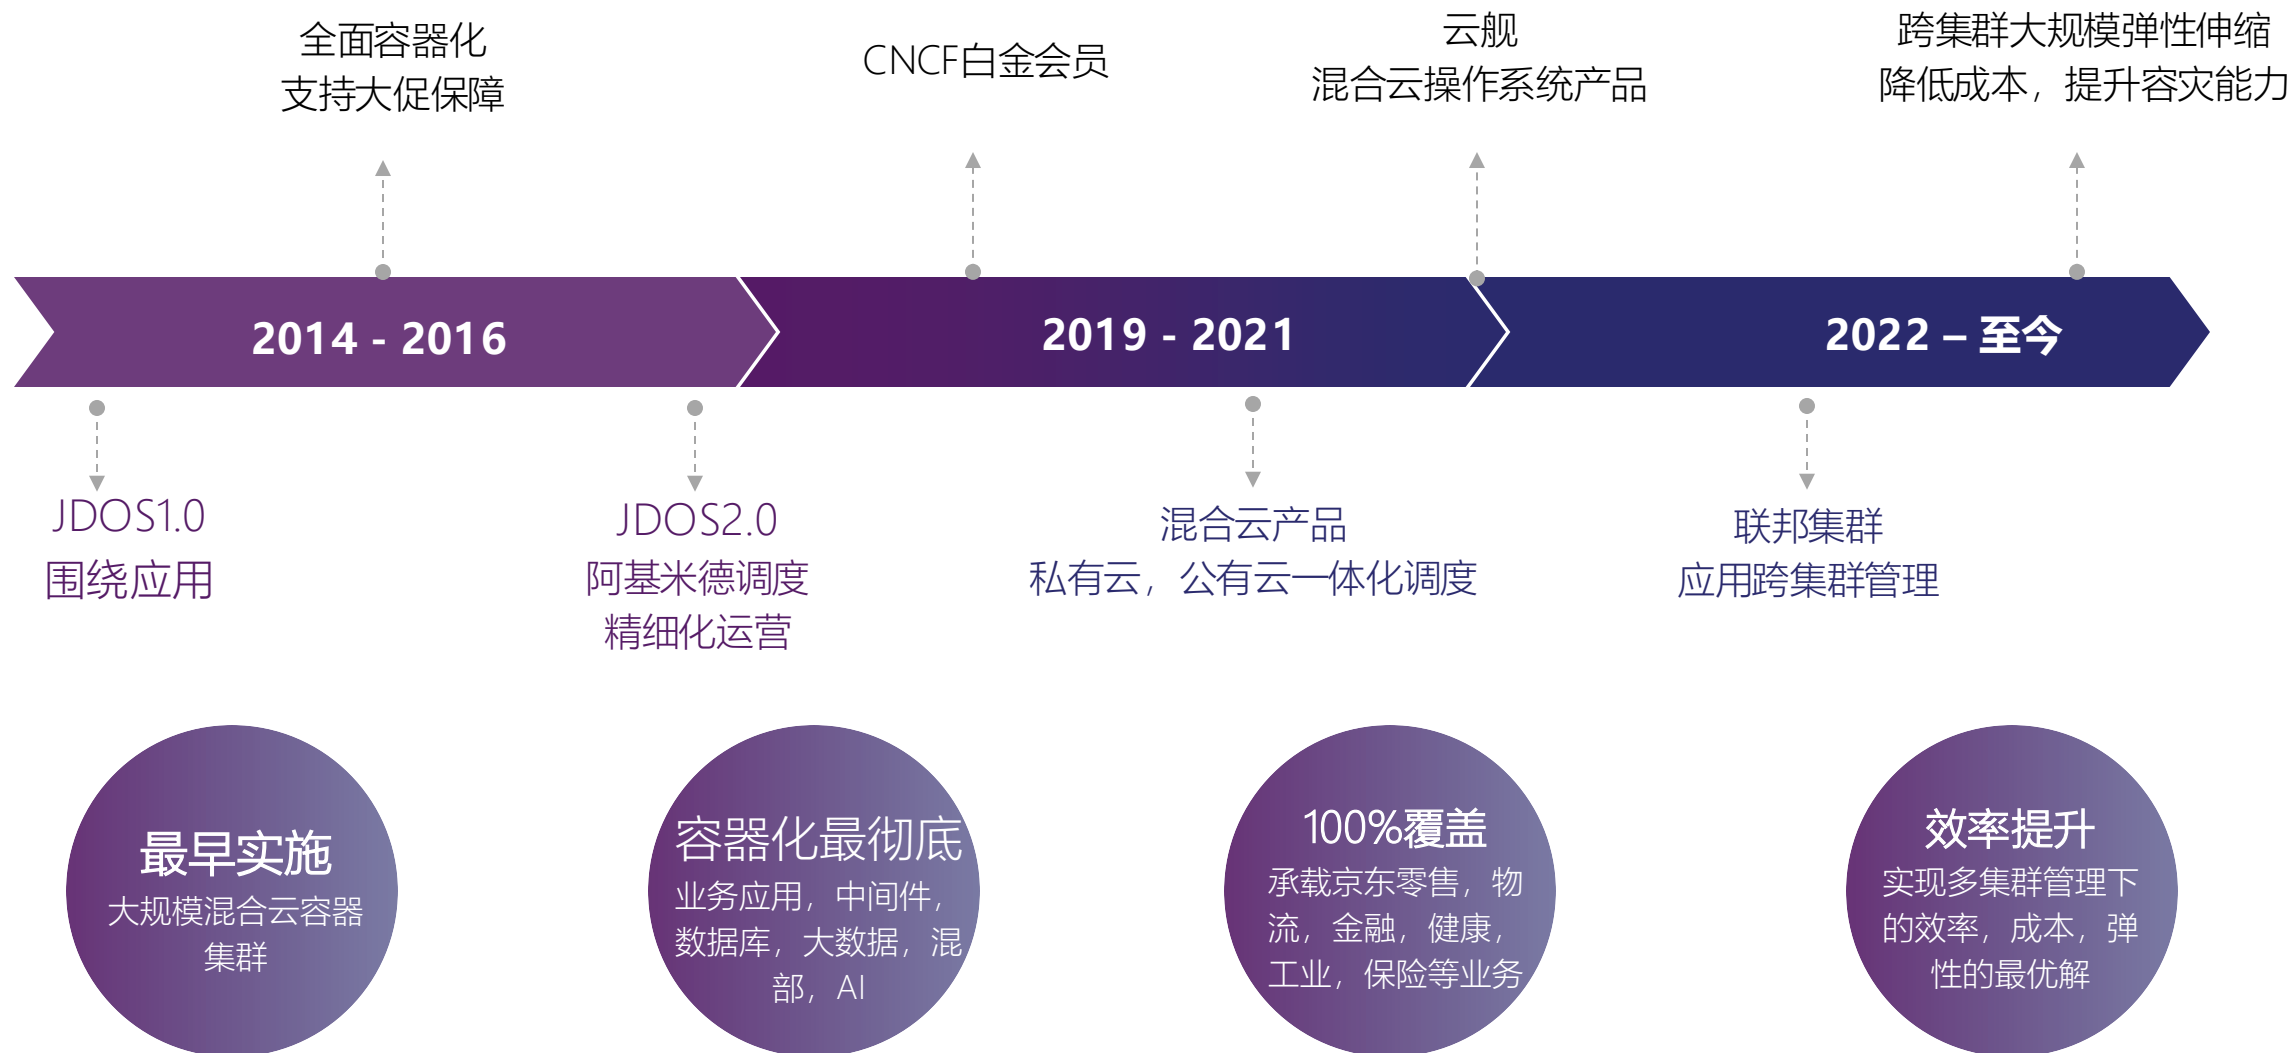 全面容器化
支持大促保障
CNCF白金会员
云舰
混合云操作系统产品
跨集群大规模弹性伸缩
降低成本，提升容灾能力
2014 - 2016
2019 - 2021
2022 – 至今
JDOS1.0
围绕应用
JDOS2.0
阿基米德调度
精细化运营
混合云产品
私有云，公有云一体化调度
联邦集群
应用跨集群管理
最早实施
大规模混合云容器
集群
容器化最彻底
业务应用，中间件，
数据库，大数据，混
部，AI
100%覆盖
承载京东零售，物
流，金融，健康，
工业，保险等业务
效率提升
实现多集群管理下
的效率，成本，弹
性的最优解